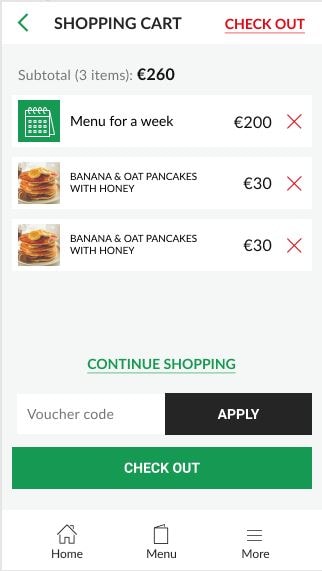 SHOPPING CART
CHECK OUT
Subtotal (3 items): €260
Menu for a week
€200
BANANA & OAT PANCAKES
WITH HONEY
€30
BANANA & OAT PANCAKES
WITH HONEY
€30
CONTINUE SHOPPING
Voucher code
APPLY
CHECK OUT
Home
Menu
More